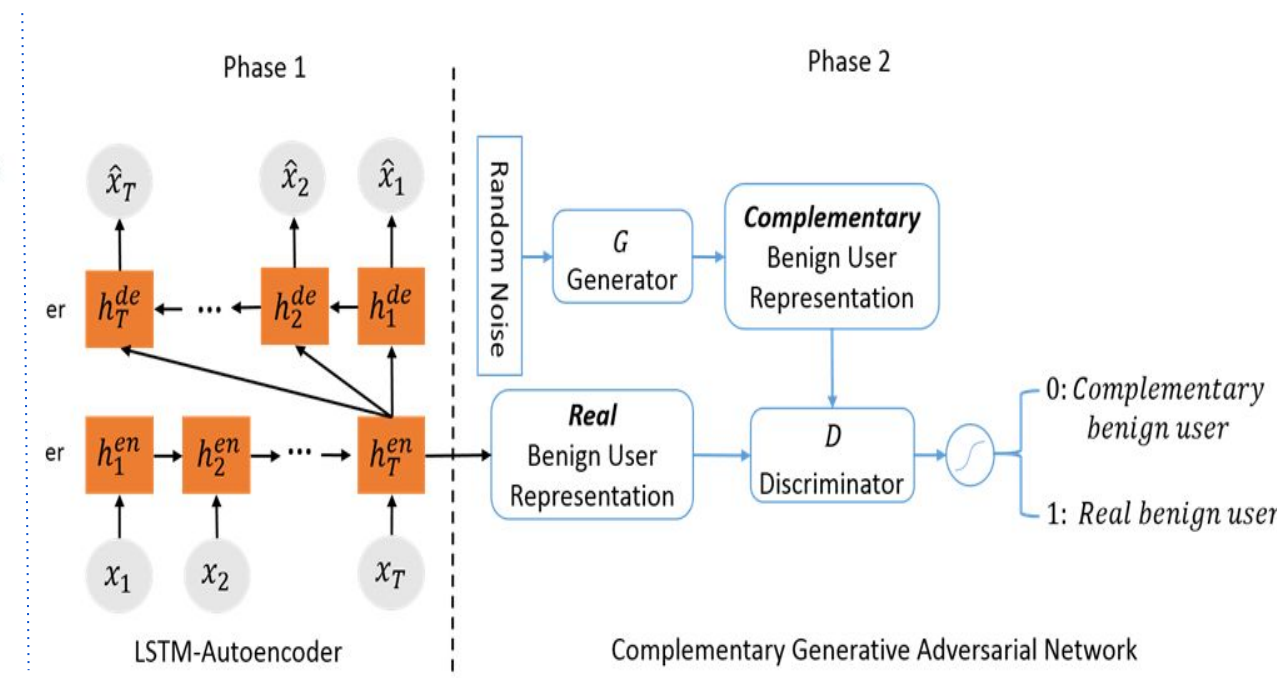 Phase 1
Phase 2
x̂_T
x̂_2
x̂_1
Random Noise
G
Generator
Complementary
Benign User
Representation
er
h_T^{de}
...
h_2^{de}
h_1^{de}
er
h_1^{en}
h_2^{en}
...
h_T^{en}
Real
Benign User
Representation
D
Discriminator
0: Complementary
benign user
1: Real benign user
x_1
x_2
x_T
LSTM-Autoencoder
Complementary Generative Adversarial Network